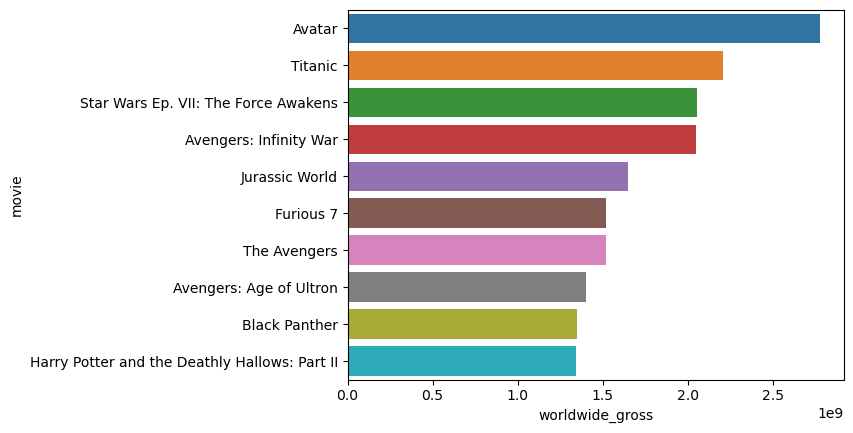 Avatar
Titanic
Star Wars Ep. VII: The Force Awakens
Avengers: Infinity War
Jurassic World
Furious 7
The Avengers
Avengers: Age of Ultron
Black Panther
Harry Potter and the Deathly Hallows: Part II
movie
0.0 0.5 1.0 1.5 2.0 2.5
1e9
worldwide_gross